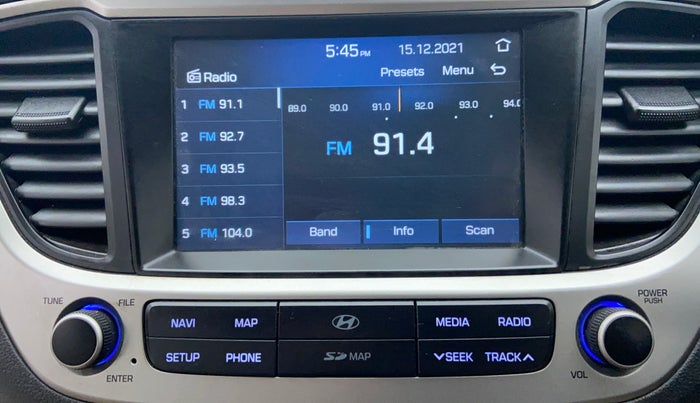 5:45 PM 15.12.2021
Radio Presets Menu
1 FM 91.1
2 FM 92.7
3 FM 93.5
4 FM 98.3
5 FM 104.0
89.0 90.0 91.0 92.0 93.0 94.0
FM 91.4
Band Info Scan
TUNE FILE
ENTER
NAVI MAP
SETUP PHONE
SD MAP
MEDIA RADIO
SEEK TRACK
POWER
PUSH
VOL